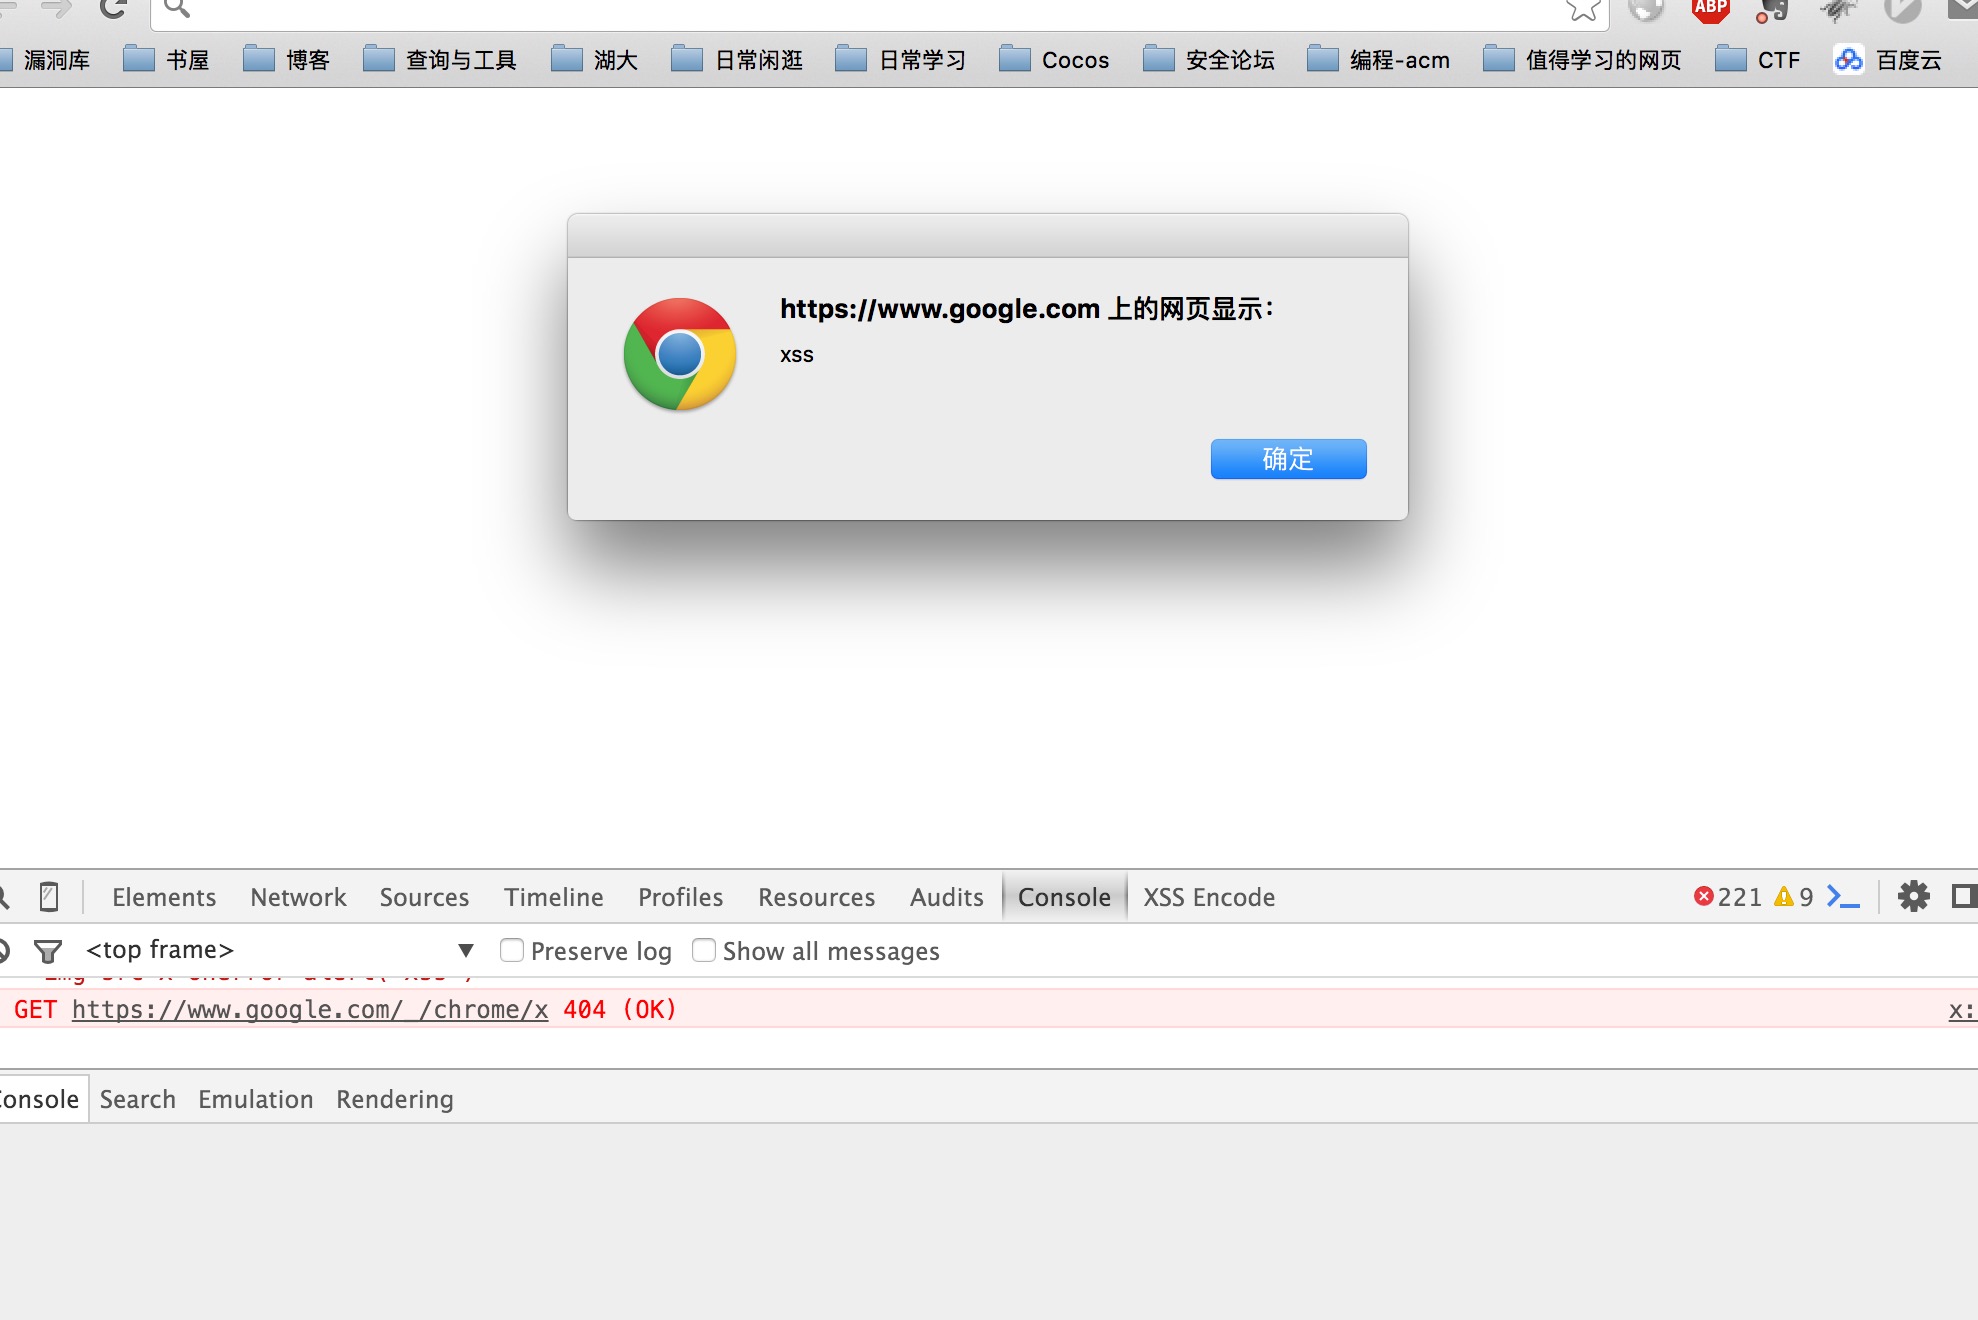 ABP
漏洞库 书屋 博客 查询与工具 湖大 日常闲逛 日常学习 Cocos 安全论坛 编程-acm 值得学习的网页 CTF 百度云
https://www.google.com 上的网页显示：
xss
确定
Elements Network Sources Timeline Profiles Resources Audits Console XSS Encode 221 9
<top frame> ▼ Preserve log Show all messages
GET https://www.google.com/_/chrome/x 404 (OK) x:
Console Search Emulation Rendering